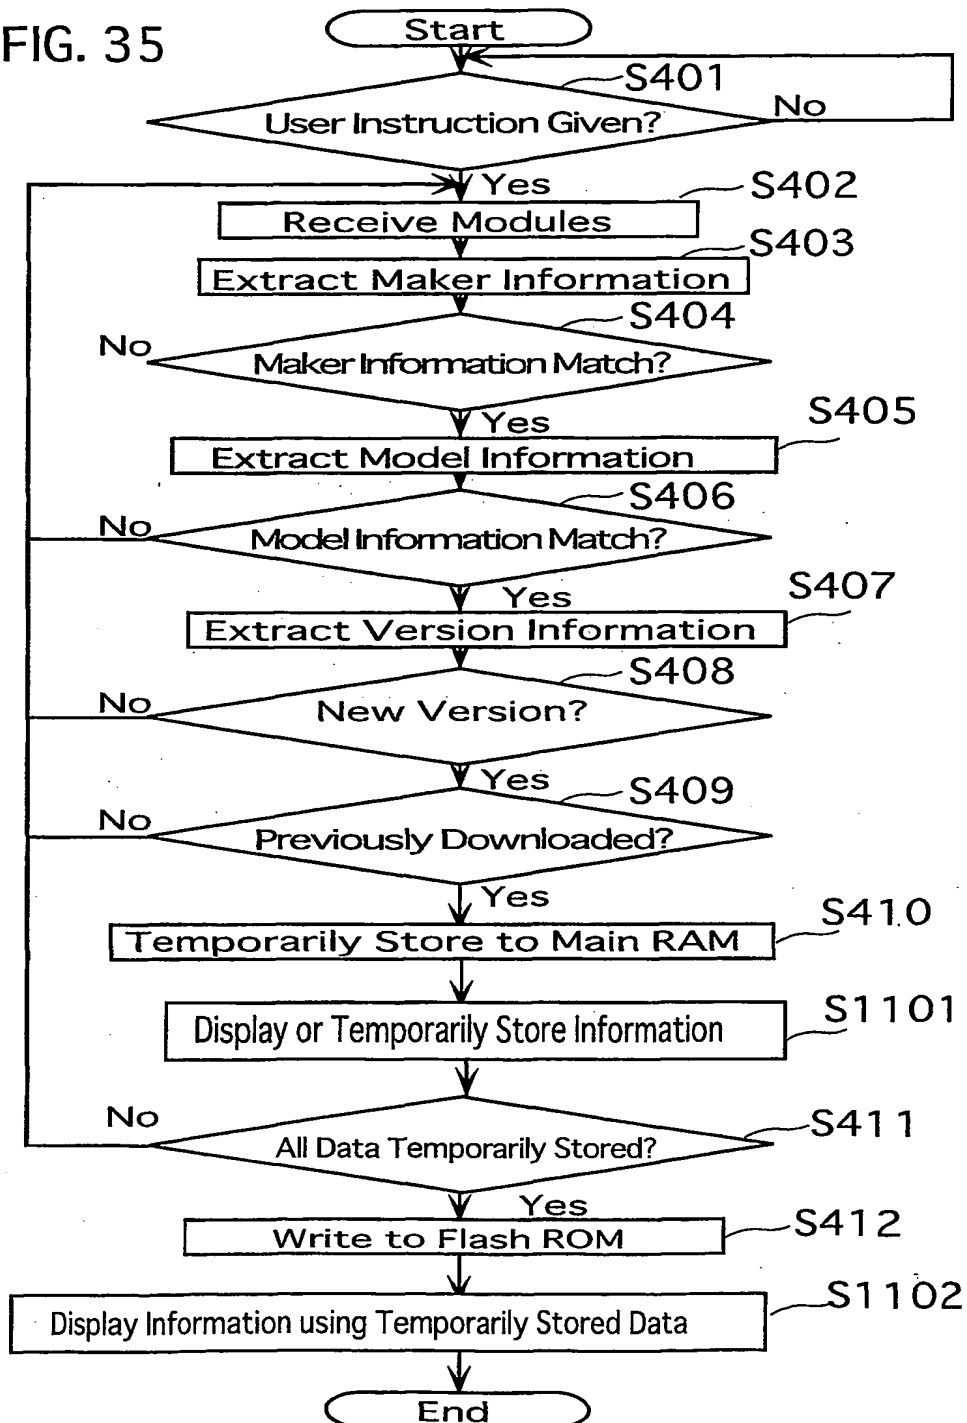 FIG. 35
Start
S401
User Instruction Given?
No
Yes
S402
Receive Modules
S403
Extract Maker Information
S404
No
Maker Information Match?
Yes
S405
Extract Model Information
S406
No
Model Information Match?
Yes
S407
Extract Version Information
S408
No
New Version?
Yes
S409
No
Previously Downloaded?
Yes
S410
Temporarily Store to Main RAM
S1101
Display or Temporarily Store Information
No
S411
All Data Temporarily Stored?
Yes
S412
Write to Flash ROM
S1102
Display Information using Temporarily Stored Data
End